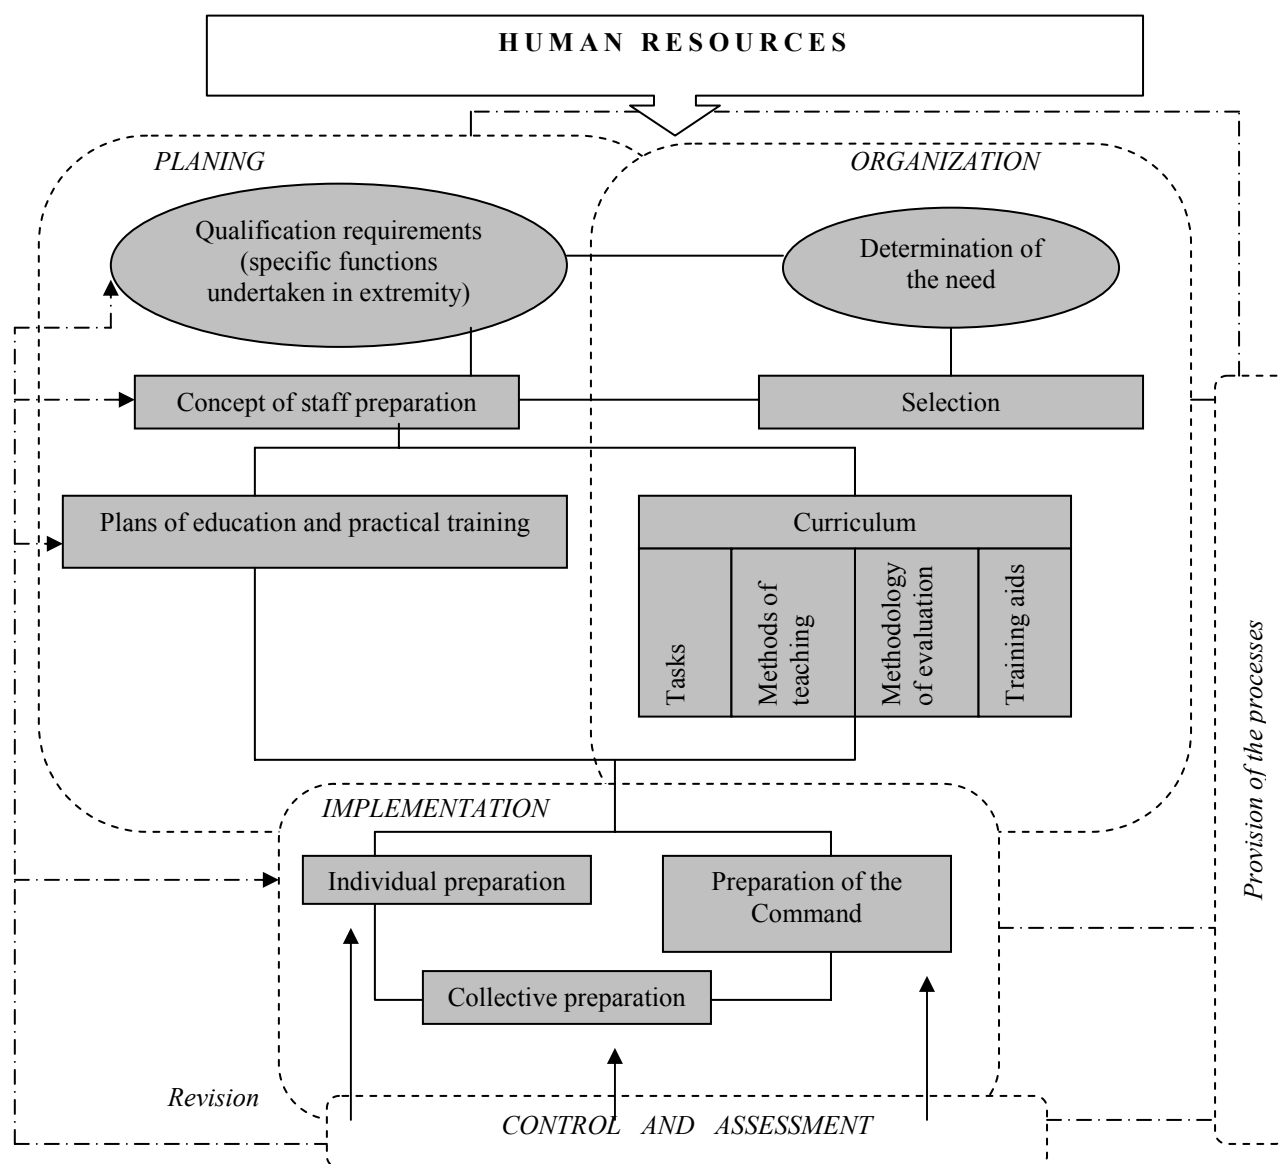 HUMAN RESOURCES
PLANING
ORGANIZATION
Qualification requirements
(specific functions
undertaken in extremity)
Determination of
the need
Concept of staff preparation
Selection
Plans of education and practical training
Curriculum
Tasks
Methods of
teaching
Methodology
of evaluation
Training aids
Provision of the processes
IMPLEMENTATION
Individual preparation
Preparation of the
Command
Collective preparation
Revision
CONTROL AND ASSESSMENT